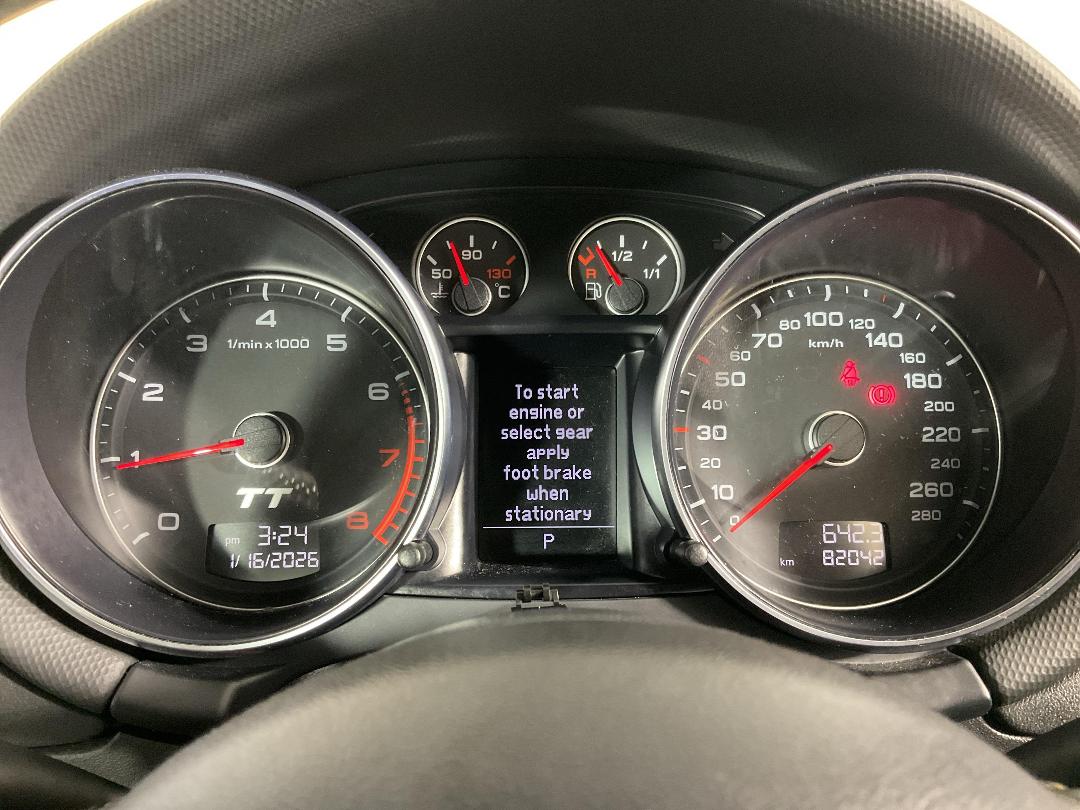 50 90 130 °C
R 1/2 1/1
0 1 2 3 4 5 6 7 8
1/min x 1000
TT
pm 3:24
1/16/2026
To start
engine or
select gear
apply
foot brake
when
stationary
P
0 10 20 30 40 50 60 70 80 100 120 140 160 180 200 220 240 260 280
km/h
642.3
km 82042